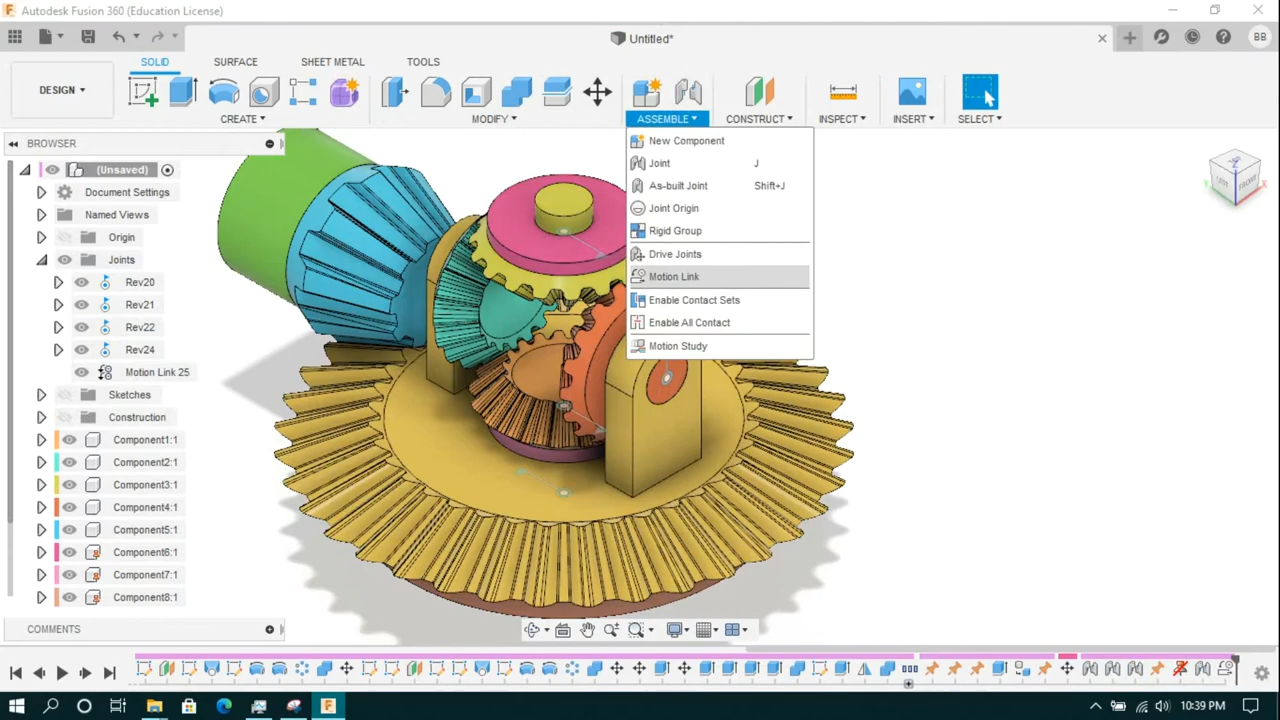 Autodesk Fusion 360 (Education License)
Untitled*
BB
SOLID SURFACE SHEET METAL TOOLS
DESIGN
CREATE MODIFY ASSEMBLE CONSTRUCT INSPECT INSERT SELECT
BROWSER
(Unsaved)
Document Settings
Named Views
Origin
Joints
Rev20
Rev21
Rev22
Rev24
Motion Link 25
Sketches
Construction
Component1:1
Component2:1
Component3:1
Component4:1
Component5:1
Component6:1
Component7:1
Component8:1
New Component
Joint J
As-built Joint Shift+J
Joint Origin
Rigid Group
Drive Joints
Motion Link
Enable Contact Sets
Enable All Contact
Motion Study
Z
LEFT FRONT
Y X
COMMENTS
10:39 PM